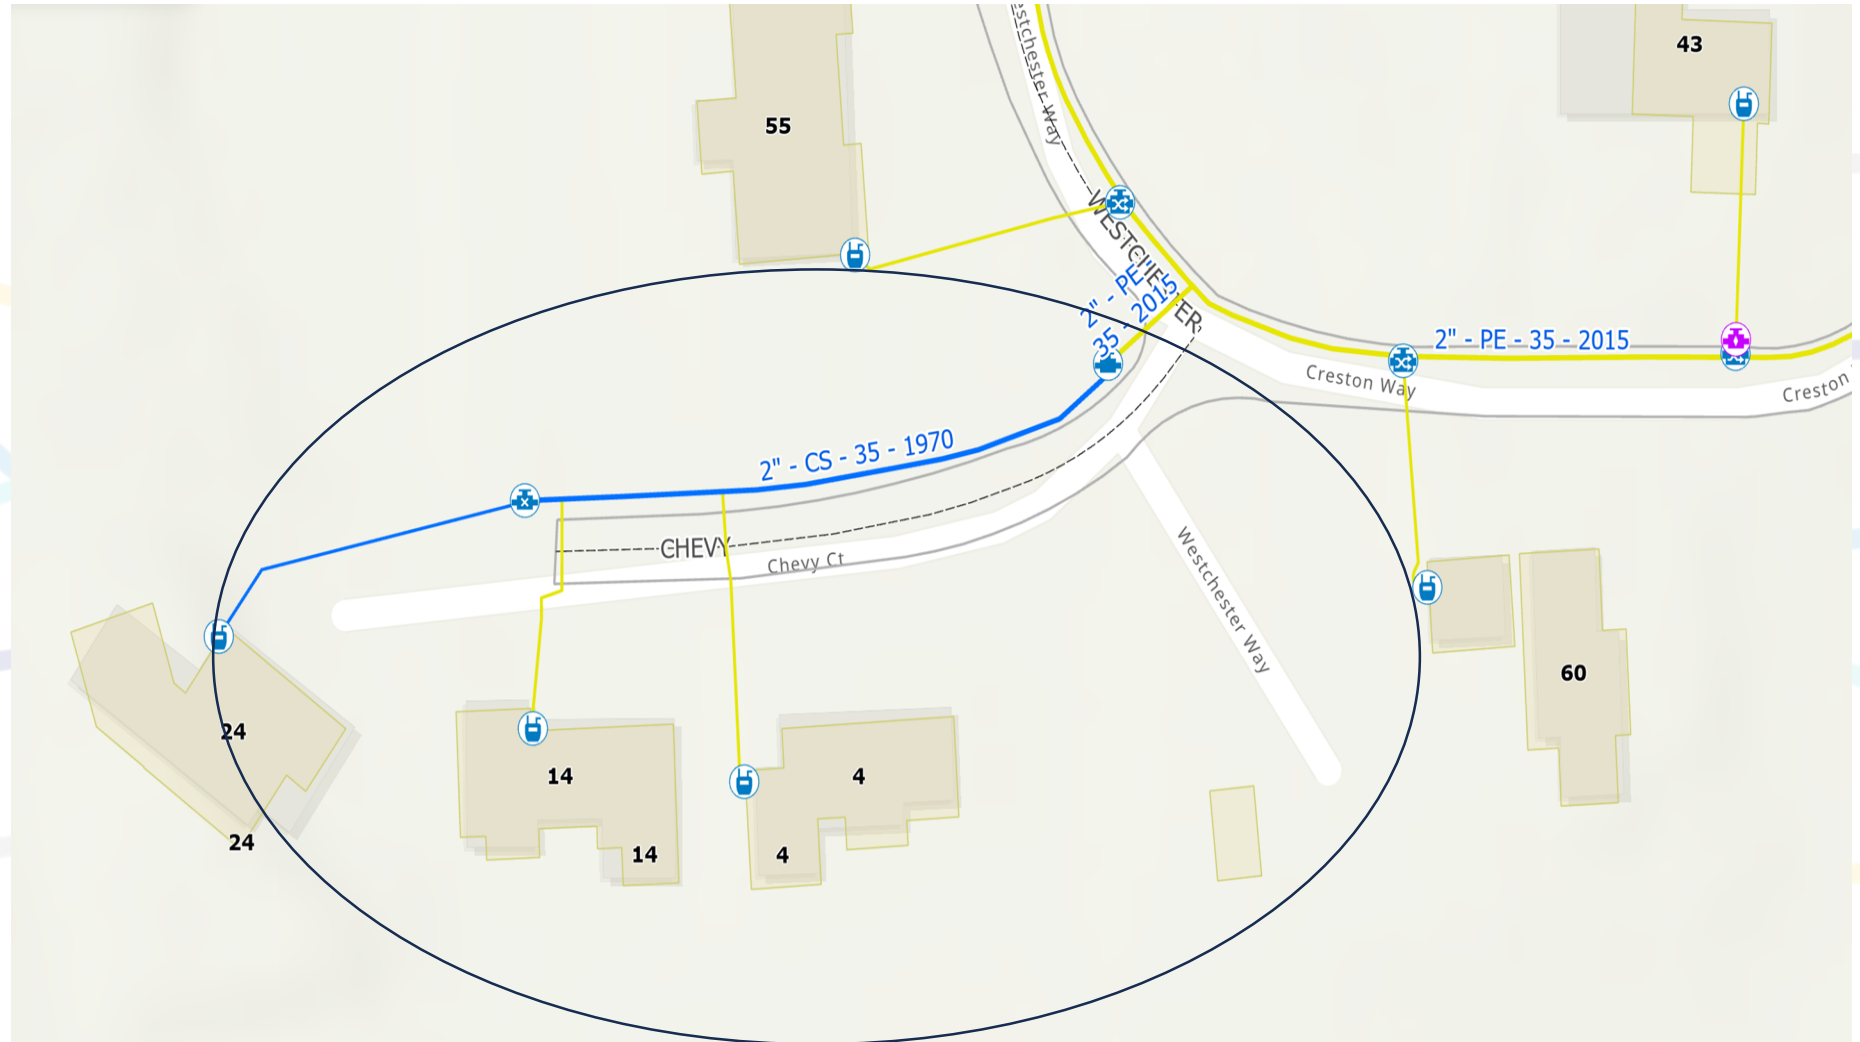 43
55
estchester Way
WESTCHESTER
2" - PE -
35 - 2015
2" - PE - 35 - 2015
Creston Way
Creston
2" - CS - 35 - 1970
CHEVY
Chevy Ct
Westchester Way
60
24
14
4
24
14
4